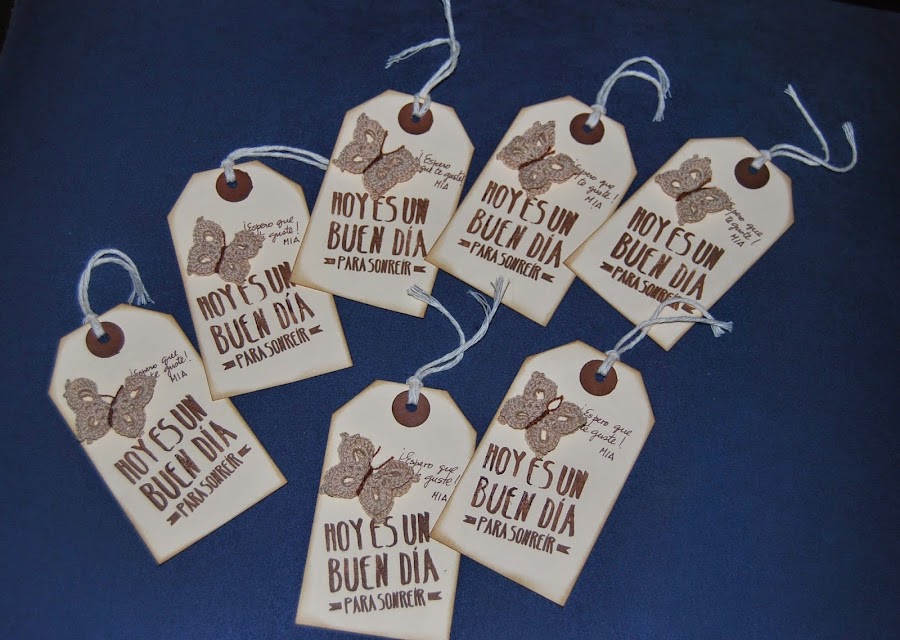 ¡Espero que
te guste!
MIA
HOY ES UN
BUEN DÍA
PARA SONREÍR
¡Espero que
te guste!
MIA
HOY ES UN
BUEN DÍA
PARA SONREÍR
¡Espero
que te guste!
MIA
HOY ES UN
BUEN DÍA
PARA SONREÍR
¡Espero que
te guste!
MIA
HOY ES UN
BUEN DÍA
PARA SONREÍR
¡Espero que
te guste!
MIA
HOY ES UN
BUEN DÍA
PARA SONREÍR
¡Espero que
te guste!
MIA
HOY ES UN
BUEN DÍA
PARA SONREÍR
¡Espero que
te guste!
MIA
HOY ES UN
BUEN DÍA
PARA SONREÍR